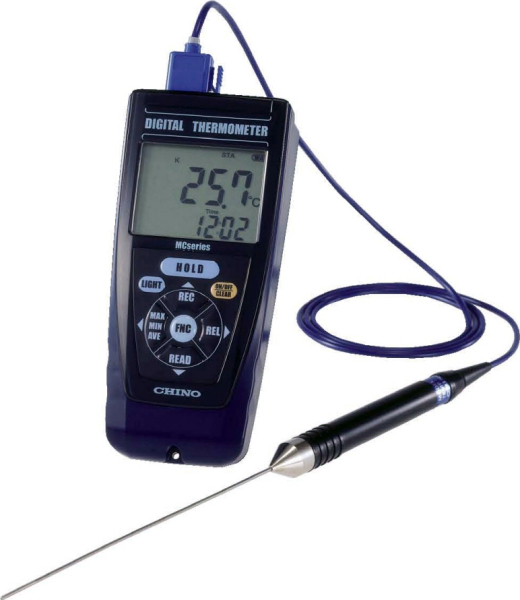 DIGITAL THERMOMETER
K STA
25.7 °C
Time
12:02
MCseries
HOLD
LIGHT
ON/OFF
CLEAR
REC
MAX
MIN
AVE
FNC
REL
READ
CHINO